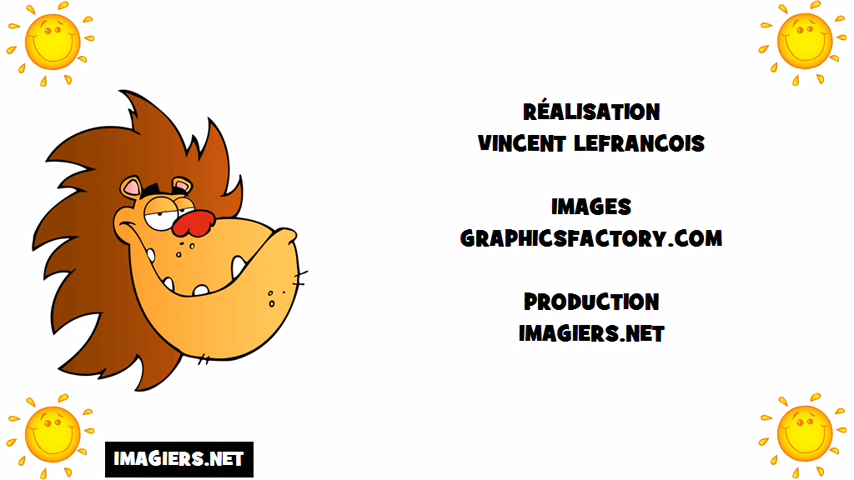 RÉALISATION
VINCENT LEFRANCOIS
IMAGES
GRAPHICSFACTORY.COM
PRODUCTION
IMAGIERS.NET
IMAGIERS.NET